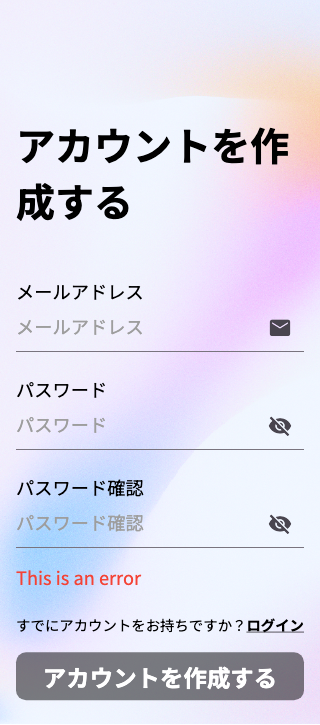 アカウントを作
成する
メールアドレス
メールアドレス
パスワード
パスワード
パスワード確認
パスワード確認
This is an error
すでにアカウントをお持ちですか？ログイン
アカウントを作成する